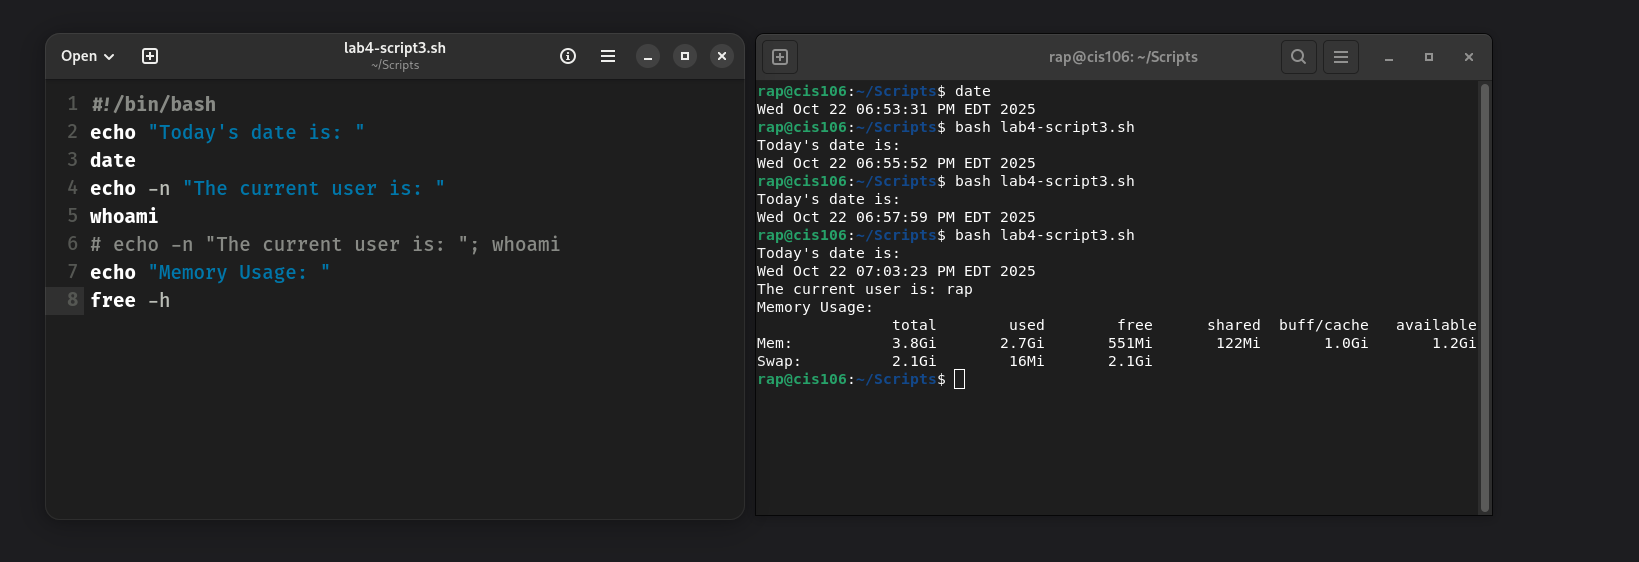 Open
lab4-script3.sh
~/Scripts
1 #!/bin/bash
2 echo "Today's date is: "
3 date
4 echo -n "The current user is: "
5 whoami
6 # echo -n "The current user is: "; whoami
7 echo "Memory Usage: "
8 free -h
rap@cis106: ~/Scripts
rap@cis106:~/Scripts$ date
Wed Oct 22 06:53:31 PM EDT 2025
rap@cis106:~/Scripts$ bash lab4-script3.sh
Today's date is:
Wed Oct 22 06:55:52 PM EDT 2025
rap@cis106:~/Scripts$ bash lab4-script3.sh
Today's date is:
Wed Oct 22 06:57:59 PM EDT 2025
rap@cis106:~/Scripts$ bash lab4-script3.sh
Today's date is:
Wed Oct 22 07:03:23 PM EDT 2025
The current user is: rap
Memory Usage:
               total        used        free      shared  buff/cache   available
Mem:           3.8Gi       2.7Gi       551Mi       122Mi       1.0Gi       1.2Gi
Swap:          2.1Gi        16Mi       2.1Gi
rap@cis106:~/Scripts$